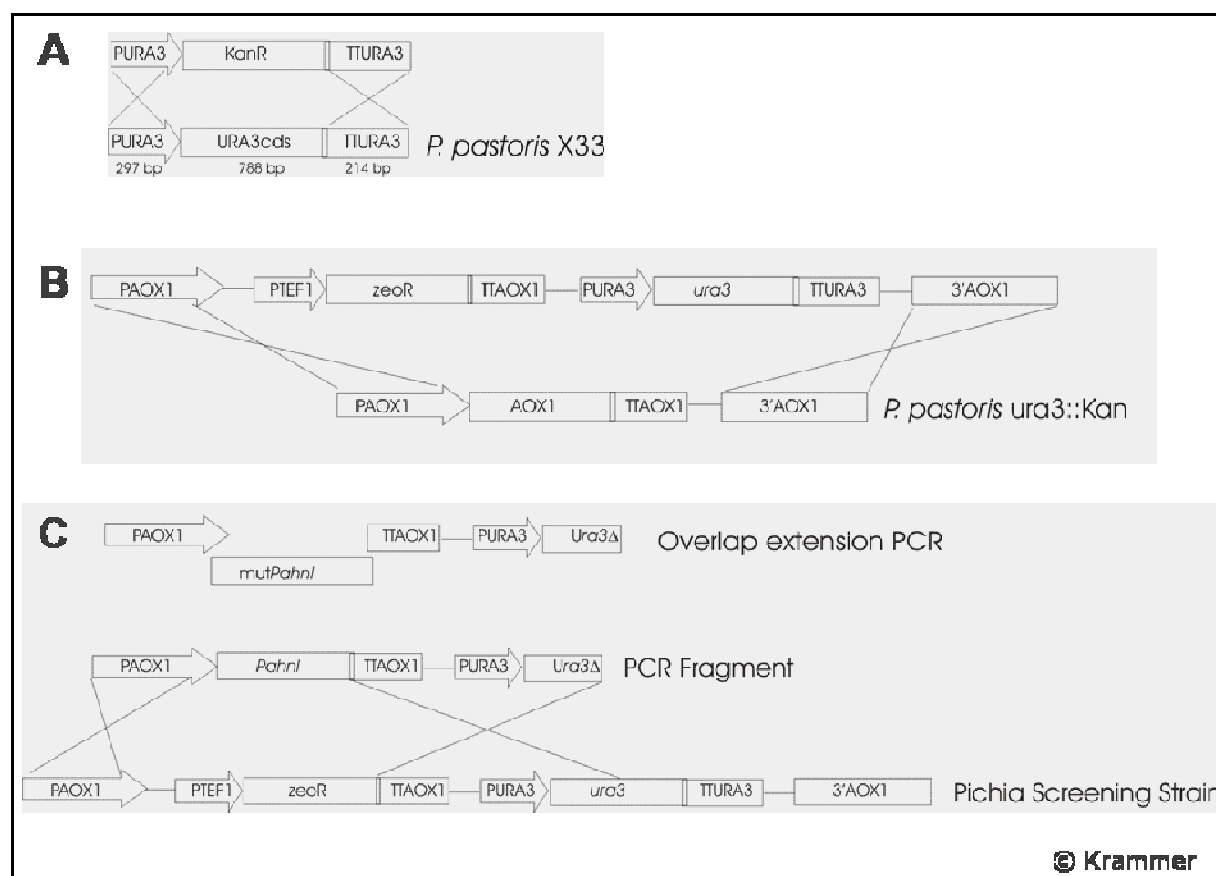 A
PURA3 KanR TTURA3
PURA3 URA3cds TTURA3 P. pastoris X33
297 bp 788 bp 214 bp
B
PAOX1 PTEF1 zeoR TTAOX1 PURA3 ura3 TTURA3 3'AOX1
PAOX1 AOX1 TTAOX1 3'AOX1 P. pastoris ura3::Kan
C
PAOX1 TTAOX1 PURA3 Ura3Δ Overlap extension PCR
mutPahnl
PAOX1 Pahnl TTAOX1 PURA3 Ura3Δ PCR Fragment
PAOX1 PTEF1 zeoR TTAOX1 PURA3 ura3 TTURA3 3'AOX1 Pichia Screening Strain
© Krammer